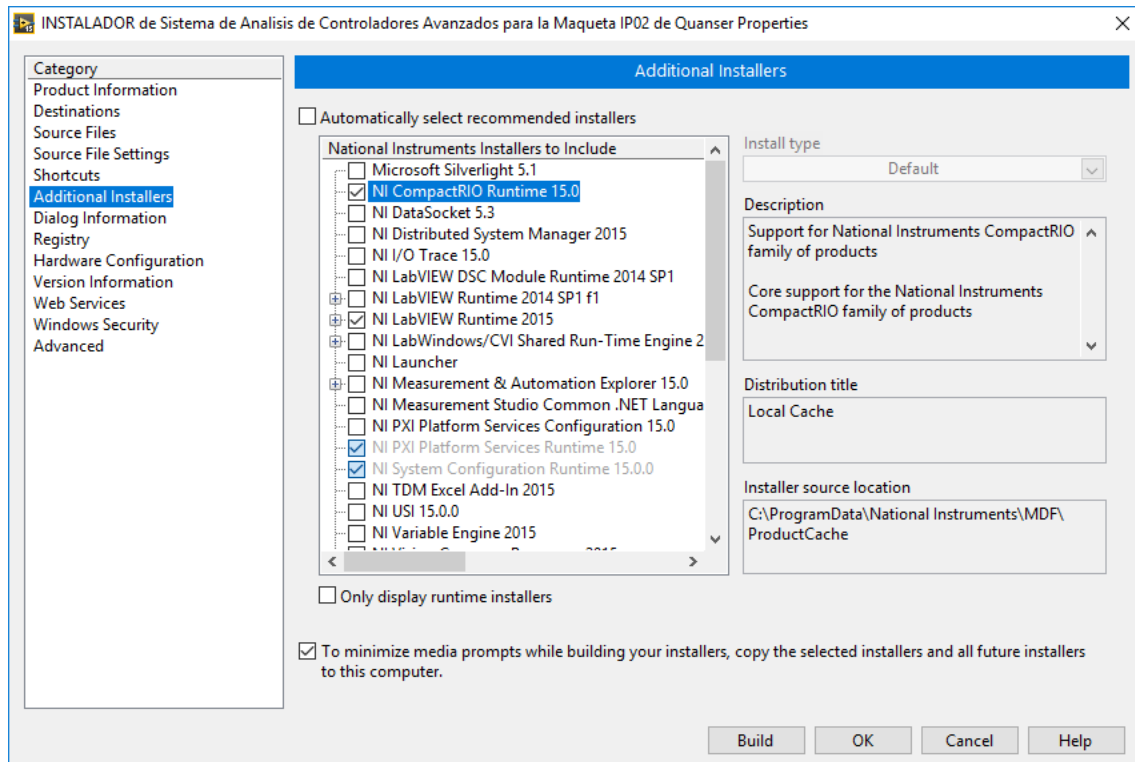 INSTALADOR de Sistema de Analisis de Controladores Avanzados para la Maqueta IP02 de Quanser Properties
Category
Product Information
Destinations
Source Files
Source File Settings
Shortcuts
Additional Installers
Dialog Information
Registry
Hardware Configuration
Version Information
Web Services
Windows Security
Advanced
Additional Installers
Automatically select recommended installers
National Instruments Installers to Include
Microsoft Silverlight 5.1
NI CompactRIO Runtime 15.0
NI DataSocket 5.3
NI Distributed System Manager 2015
NI I/O Trace 15.0
NI LabVIEW DSC Module Runtime 2014 SP1
NI LabVIEW Runtime 2014 SP1 f1
NI LabVIEW Runtime 2015
NI LabWindows/CVI Shared Run-Time Engine 2
NI Launcher
NI Measurement & Automation Explorer 15.0
NI Measurement Studio Common .NET Langua
NI PXI Platform Services Configuration 15.0
NI PXI Platform Services Runtime 15.0
NI System Configuration Runtime 15.0.0
NI TDM Excel Add-In 2015
NI USI 15.0.0
NI Variable Engine 2015
Install type
Default
Description
Support for National Instruments CompactRIO
family of products
Core support for the National Instruments
CompactRIO family of products
Distribution title
Local Cache
Installer source location
C:\ProgramData\National Instruments\MDF\
ProductCache
Only display runtime installers
To minimize media prompts while building your installers, copy the selected installers and all future installers
to this computer.
Build
OK
Cancel
Help